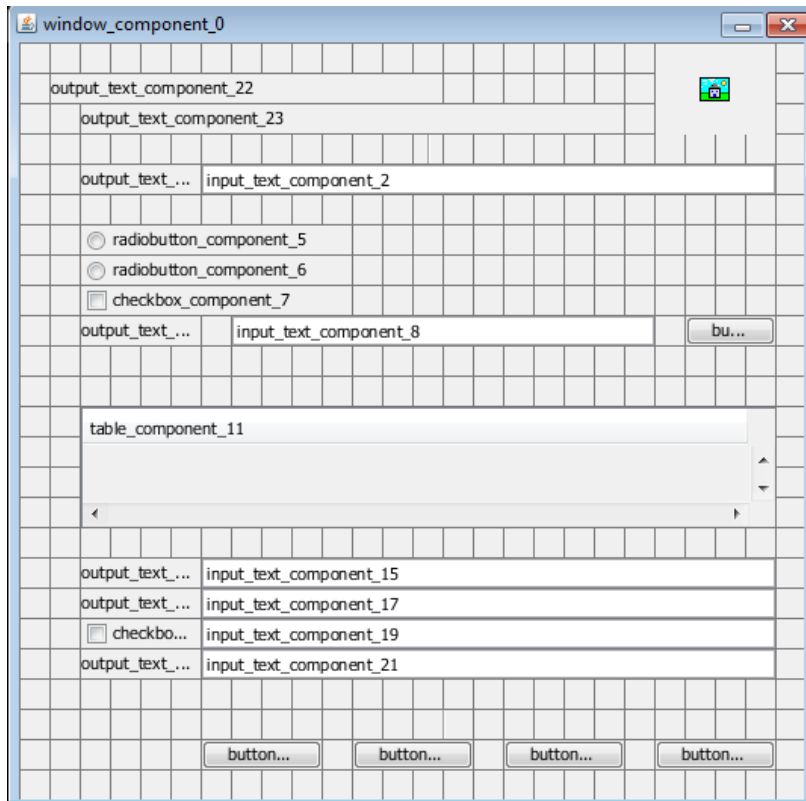 window_component_0
output_text_component_22
output_text_component_23
output_text_... input_text_component_2
radiobutton_component_5
radiobutton_component_6
checkbox_component_7
output_text_... input_text_component_8 bu...
table_component_11
output_text_... input_text_component_15
output_text_... input_text_component_17
checkbo... input_text_component_19
output_text_... input_text_component_21
button... button... button... button...